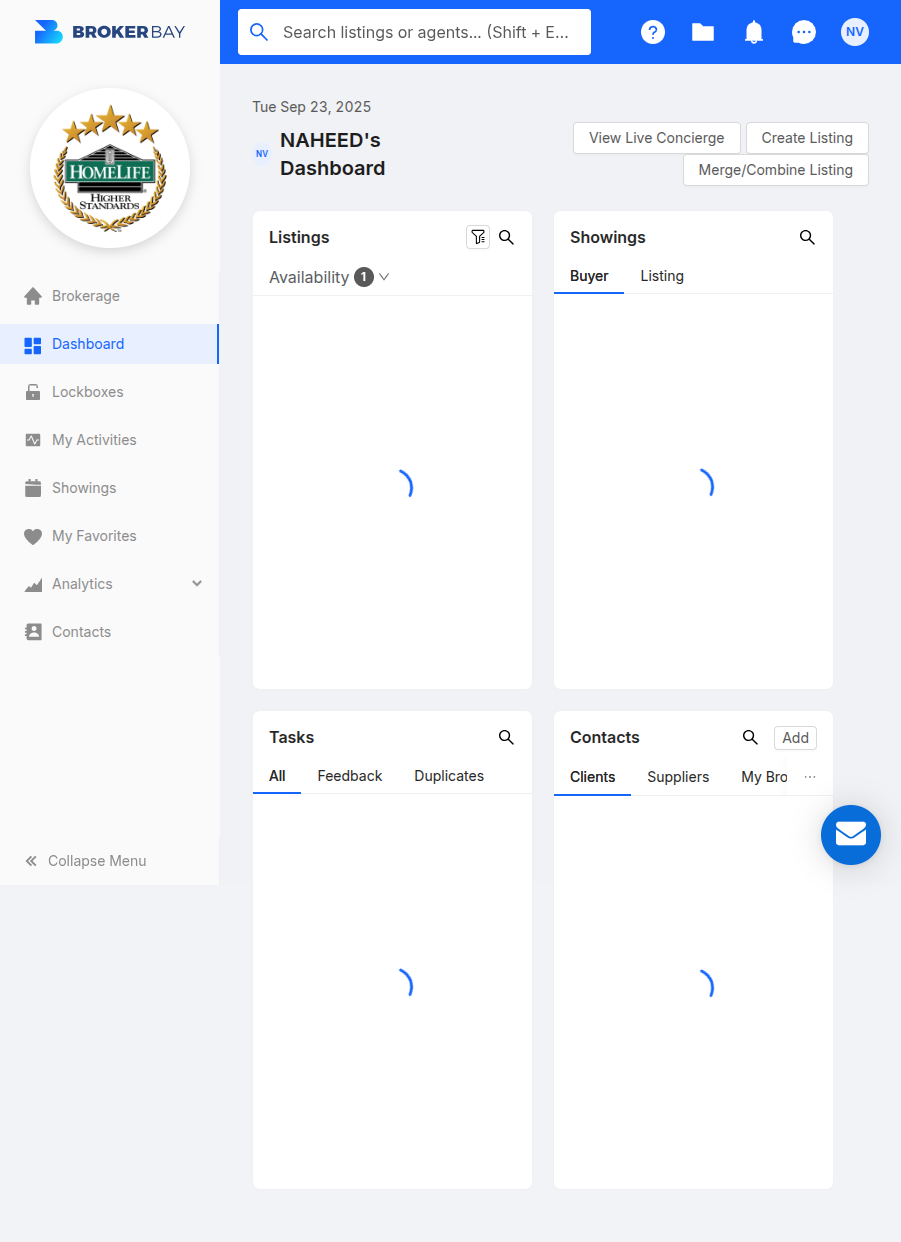 BROKERBAY
Search listings or agents... (Shift + E...
NV
HOMELIFE
HIGHER
STANDARDS
Brokerage
Dashboard
Lockboxes
My Activities
Showings
My Favorites
Analytics
Contacts
Collapse Menu
Tue Sep 23, 2025
NV
NAHEED's
Dashboard
View Live Concierge
Create Listing
Merge/Combine Listing
Listings
Availability 1
Showings
Buyer Listing
Tasks
All Feedback Duplicates
Contacts
Add
Clients Suppliers My Bro ...